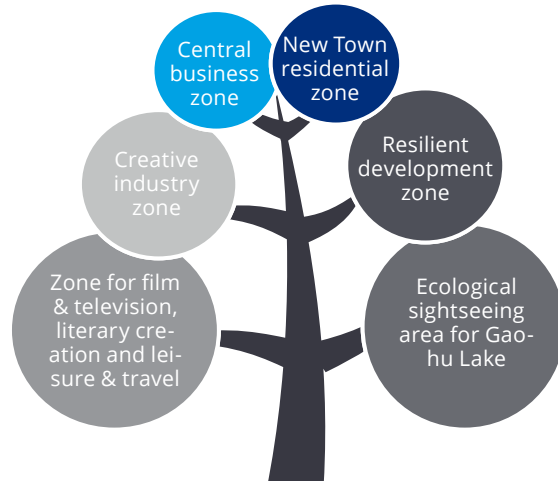 Central
business
zone
New Town
residential
zone
Creative
industry
zone
Resilient
development
zone
Zone for film
& television,
literary cre-
ation and lei-
sure & travel
Ecological
sightseeing
area for Gao-
hu Lake